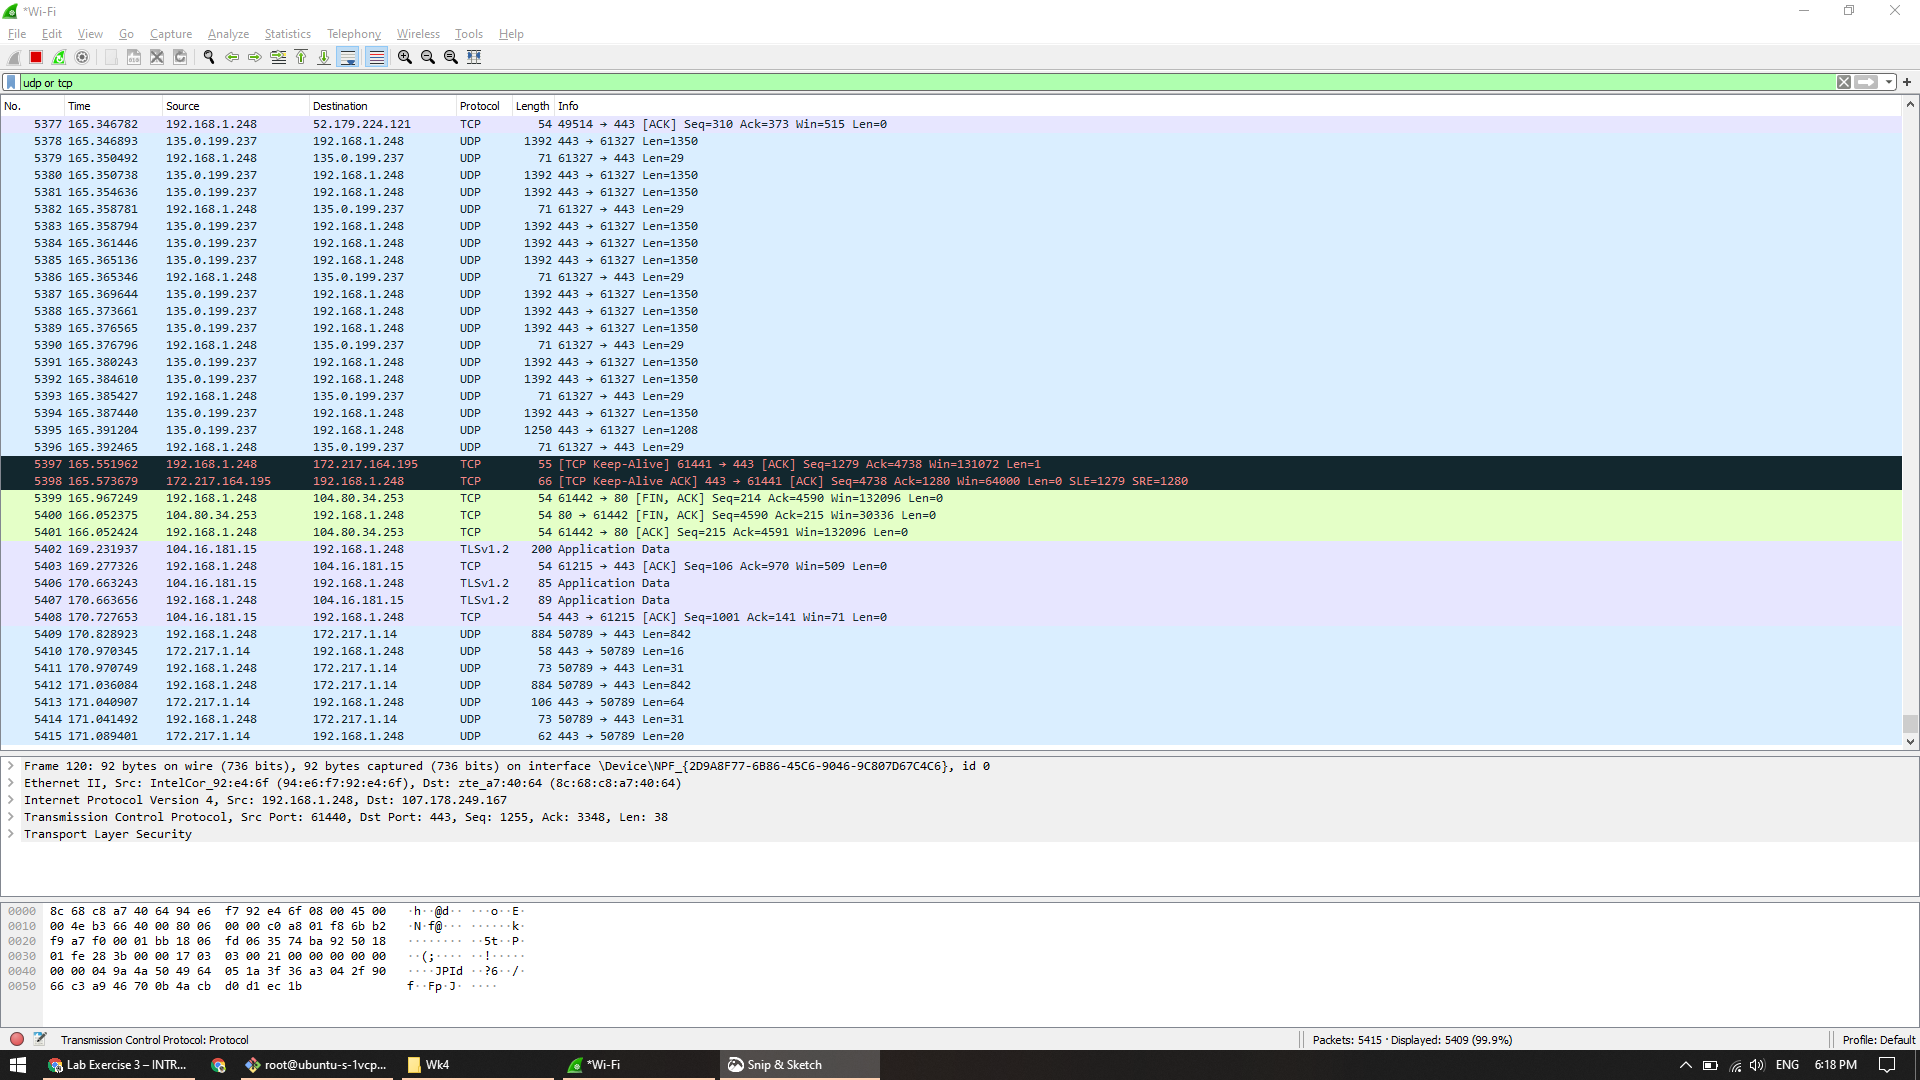 *Wi-Fi
File Edit View Go Capture Analyze Statistics Telephony Wireless Tools Help
udp or tcp
No. Time Source Destination Protocol Length Info
5377 165.346782 192.168.1.248 52.179.224.121 TCP 54 49514 → 443 [ACK] Seq=310 Ack=373 Win=515 Len=0
5378 165.346893 135.0.199.237 192.168.1.248 UDP 1392 443 → 61327 Len=1350
5379 165.350492 192.168.1.248 135.0.199.237 UDP 71 61327 → 443 Len=29
5380 165.350738 135.0.199.237 192.168.1.248 UDP 1392 443 → 61327 Len=1350
5381 165.354636 135.0.199.237 192.168.1.248 UDP 1392 443 → 61327 Len=1350
5382 165.358781 192.168.1.248 135.0.199.237 UDP 71 61327 → 443 Len=29
5383 165.358794 135.0.199.237 192.168.1.248 UDP 1392 443 → 61327 Len=1350
5384 165.361446 135.0.199.237 192.168.1.248 UDP 1392 443 → 61327 Len=1350
5385 165.365136 135.0.199.237 192.168.1.248 UDP 1392 443 → 61327 Len=1350
5386 165.365346 192.168.1.248 135.0.199.237 UDP 71 61327 → 443 Len=29
5387 165.369644 135.0.199.237 192.168.1.248 UDP 1392 443 → 61327 Len=1350
5388 165.373661 135.0.199.237 192.168.1.248 UDP 1392 443 → 61327 Len=1350
5389 165.376565 135.0.199.237 192.168.1.248 UDP 1392 443 → 61327 Len=1350
5390 165.376796 192.168.1.248 135.0.199.237 UDP 71 61327 → 443 Len=29
5391 165.380243 135.0.199.237 192.168.1.248 UDP 1392 443 → 61327 Len=1350
5392 165.384610 135.0.199.237 192.168.1.248 UDP 1392 443 → 61327 Len=1350
5393 165.385427 192.168.1.248 135.0.199.237 UDP 71 61327 → 443 Len=29
5394 165.387440 135.0.199.237 192.168.1.248 UDP 1392 443 → 61327 Len=1350
5395 165.391204 135.0.199.237 192.168.1.248 UDP 1250 443 → 61327 Len=1208
5396 165.392465 192.168.1.248 135.0.199.237 UDP 71 61327 → 443 Len=29
5397 165.551962 192.168.1.248 172.217.164.195 TCP 55 [TCP Keep-Alive] 61441 → 443 [ACK] Seq=1279 Ack=4738 Win=131072 Len=1
5398 165.573679 172.217.164.195 192.168.1.248 TCP 66 [TCP Keep-Alive ACK] 443 → 61441 [ACK] Seq=4738 Ack=1280 Win=64000 Len=0 SLE=1279 SRE=1280
5399 165.967249 192.168.1.248 104.80.34.253 TCP 54 61442 → 80 [FIN, ACK] Seq=214 Ack=4590 Win=132096 Len=0
5400 166.052375 104.80.34.253 192.168.1.248 TCP 54 80 → 61442 [FIN, ACK] Seq=4590 Ack=215 Win=30336 Len=0
5401 166.052424 192.168.1.248 104.80.34.253 TCP 54 61442 → 80 [ACK] Seq=215 Ack=4591 Win=132096 Len=0
5402 169.231937 104.16.181.15 192.168.1.248 TLSv1.2 200 Application Data
5403 169.277326 192.168.1.248 104.16.181.15 TCP 54 61215 → 443 [ACK] Seq=106 Ack=970 Win=509 Len=0
5406 170.663243 104.16.181.15 192.168.1.248 TLSv1.2 85 Application Data
5407 170.663656 192.168.1.248 104.16.181.15 TLSv1.2 89 Application Data
5408 170.727653 104.16.181.15 192.168.1.248 TCP 54 443 → 61215 [ACK] Seq=1001 Ack=141 Win=71 Len=0
5409 170.828923 192.168.1.248 172.217.1.14 UDP 884 50789 → 443 Len=842
5410 170.970345 172.217.1.14 192.168.1.248 UDP 58 443 → 50789 Len=16
5411 170.970749 192.168.1.248 172.217.1.14 UDP 73 50789 → 443 Len=31
5412 171.036084 192.168.1.248 172.217.1.14 UDP 884 50789 → 443 Len=842
5413 171.040907 172.217.1.14 192.168.1.248 UDP 106 443 → 50789 Len=64
5414 171.041492 192.168.1.248 172.217.1.14 UDP 73 50789 → 443 Len=31
5415 171.089401 172.217.1.14 192.168.1.248 UDP 62 443 → 50789 Len=20
Frame 120: 92 bytes on wire (736 bits), 92 bytes captured (736 bits) on interface \Device\NPF_{2D9A8F77-6B86-45C6-9046-9C807D67C4C6}, id 0
Ethernet II, Src: IntelCor_92:e4:6f (94:e6:f7:92:e4:6f), Dst: zte_a7:40:64 (8c:68:c8:a7:40:64)
Internet Protocol Version 4, Src: 192.168.1.248, Dst: 107.178.249.167
Transmission Control Protocol, Src Port: 61440, Dst Port: 443, Seq: 1255, Ack: 3348, Len: 38
Transport Layer Security
0000 8c 68 c8 a7 40 64 94 e6 f7 92 e4 6f 08 00 45 00 ·h··@d·· ···o··E·
0010 00 4e b3 66 40 00 80 06 00 00 c0 a8 01 f8 6b b2 ·N·f@··· ······k·
0020 f9 a7 f0 00 01 bb 18 06 fd 06 35 74 ba 92 50 18 ········ ··5t··P·
0030 01 fe 28 3b 00 00 17 03 03 00 21 00 00 00 00 00 ··(;···· ··!·····
0040 00 00 04 9a 4a 50 49 64 05 1a 3f 36 a3 04 2f 90 ····JPId ··?6··/·
0050 66 c3 a9 46 70 0b 4a cb d0 d1 ec 1b f··Fp·J· ····
Transmission Control Protocol: Protocol Packets: 5415 · Displayed: 5409 (99.9%) Profile: Default
Lab Exercise 3 – INTR... root@ubuntu-s-1vcp... Wk4 *Wi-Fi Snip & Sketch ENG 6:18 PM